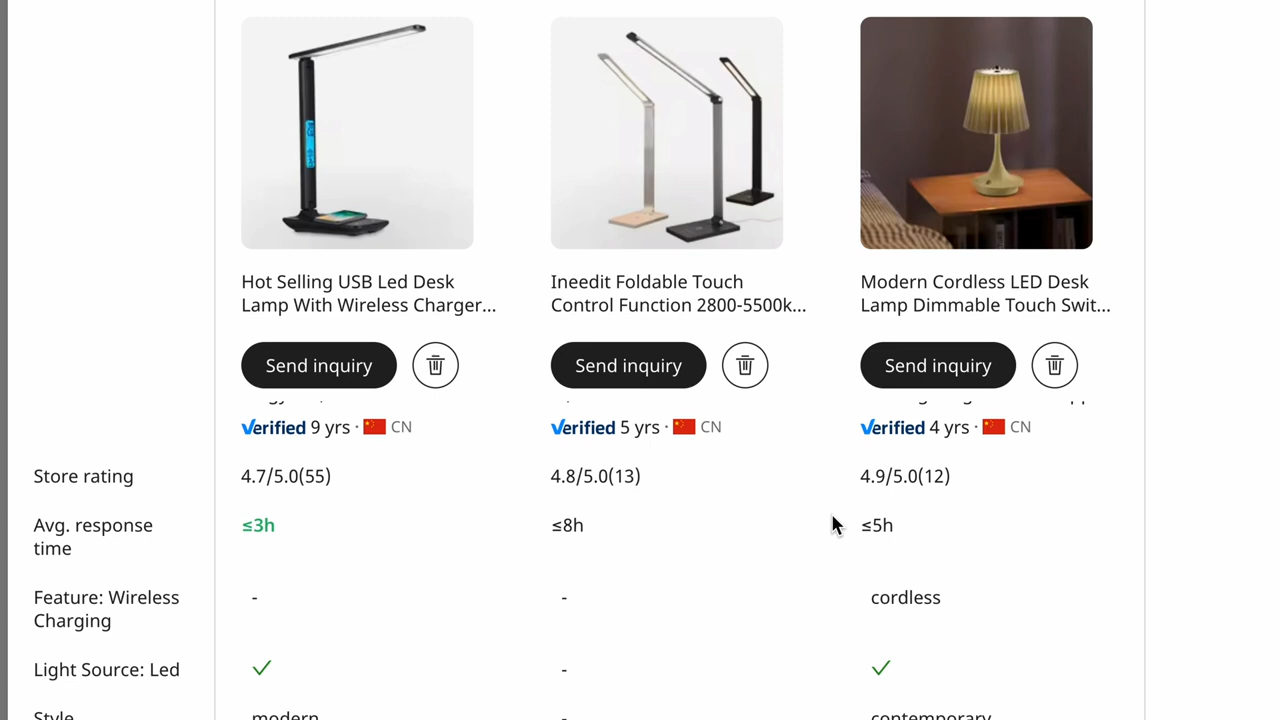 Hot Selling USB Led Desk
Lamp With Wireless Charger...
Ineedit Foldable Touch
Control Function 2800-5500k...
Modern Cordless LED Desk
Lamp Dimmable Touch Swit...
Send inquiry
Send inquiry
Send inquiry
Verified 9 yrs · CN
Verified 5 yrs · CN
Verified 4 yrs · CN
Store rating
4.7/5.0(55)
4.8/5.0(13)
4.9/5.0(12)
Avg. response
time
≤3h
≤8h
≤5h
Feature: Wireless
Charging
-
-
cordless
Light Source: Led
-
Style
modern
-
contemporary